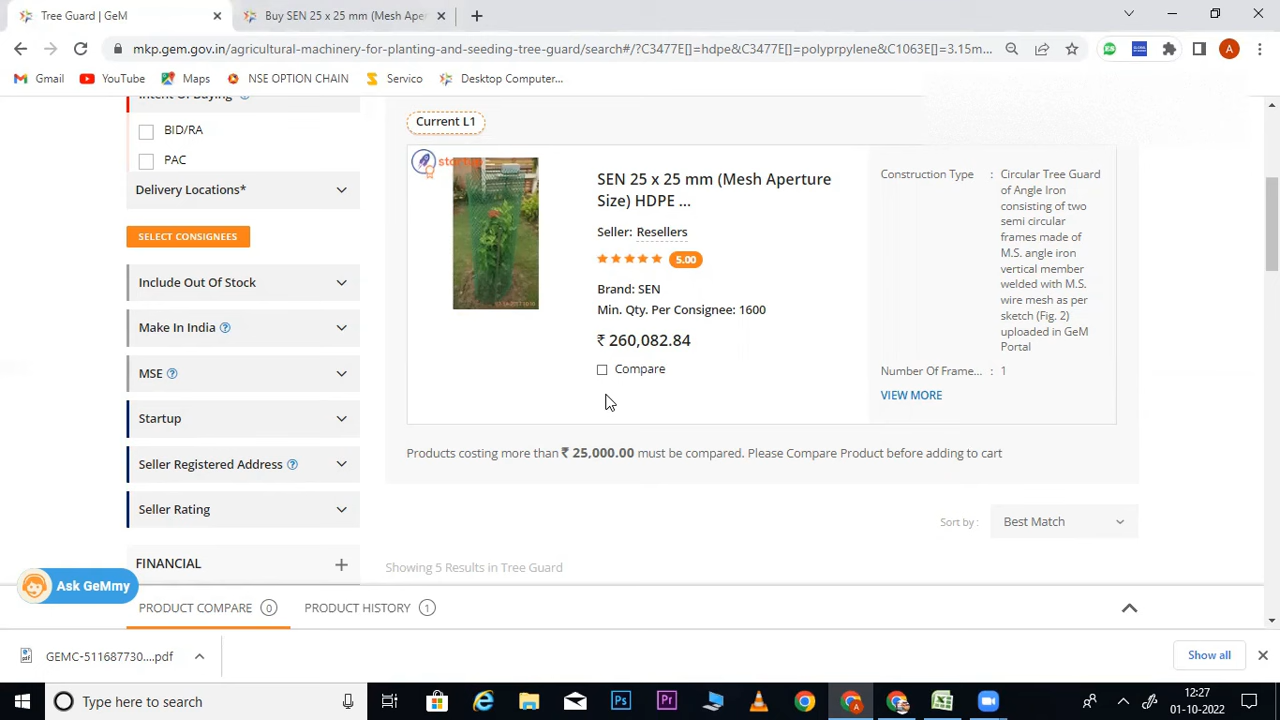 Tree Guard | GeM
Buy SEN 25 x 25 mm (Mesh Aper
mkp.gem.gov.in/agricultural-machinery-for-planting-and-seeding-tree-guard/search#/?C3477E[]=hdpe&C3477E[]=polyprpylene&C1063E[]=3.15m...
A
Gmail
YouTube
Maps
NSE OPTION CHAIN
Servico
Desktop Computer...
Intent Of Buying
BID/RA
PAC
Delivery Locations*
SELECT CONSIGNEES
Include Out Of Stock
Make In India
MSE
Startup
Seller Registered Address
Seller Rating
FINANCIAL
Current L1
SEN 25 x 25 mm (Mesh Aperture
Size) HDPE ...
Seller: Resellers
5.00
Brand: SEN
Min. Qty. Per Consignee: 1600
₹ 260,082.84
Compare
Construction Type : Circular Tree Guard
of Angle Iron
consisting of two
semi circular
frames made of
M.S. angle iron
vertical member
welded with M.S.
wire mesh as per
sketch (Fig. 2)
uploaded in GeM
Portal
Number Of Frame... : 1
VIEW MORE
Products costing more than ₹ 25,000.00 must be compared. Please Compare Product before adding to cart
Sort by : Best Match
Showing 5 Results in Tree Guard
Ask GeMmy
PRODUCT COMPARE 0
PRODUCT HISTORY 1
GEMC-511687730....pdf
Show all
Type here to search
12:27
01-10-2022